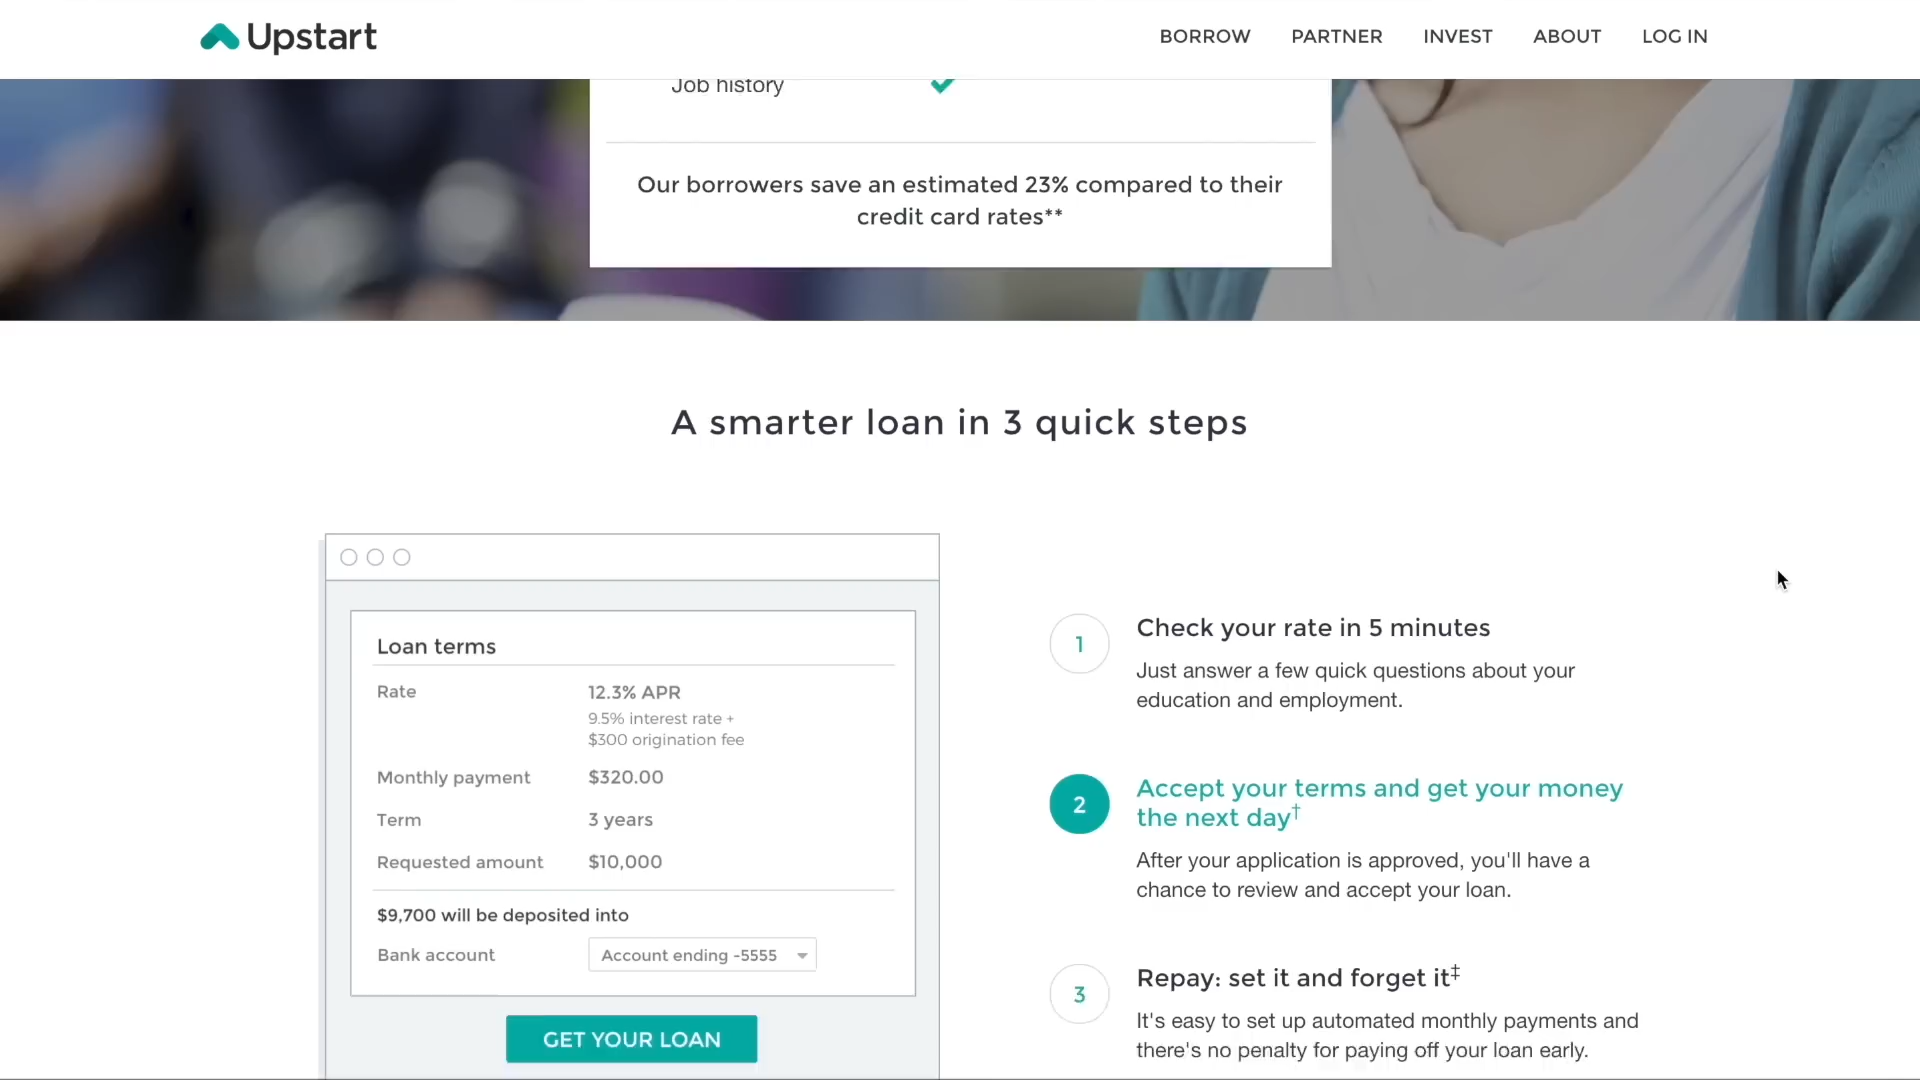 Upstart
BORROW PARTNER INVEST ABOUT LOG IN
Job history
Our borrowers save an estimated 23% compared to their
credit card rates**
A smarter loan in 3 quick steps
Loan terms
Rate 12.3% APR
9.5% interest rate +
$300 origination fee
Monthly payment $320.00
Term 3 years
Requested amount $10,000
$9,700 will be deposited into
Bank account Account ending -5555
GET YOUR LOAN
1 Check your rate in 5 minutes
Just answer a few quick questions about your
education and employment.
2 Accept your terms and get your money
the next day†
After your application is approved, you'll have a
chance to review and accept your loan.
3 Repay: set it and forget it‡
It's easy to set up automated monthly payments and
there's no penalty for paying off your loan early.